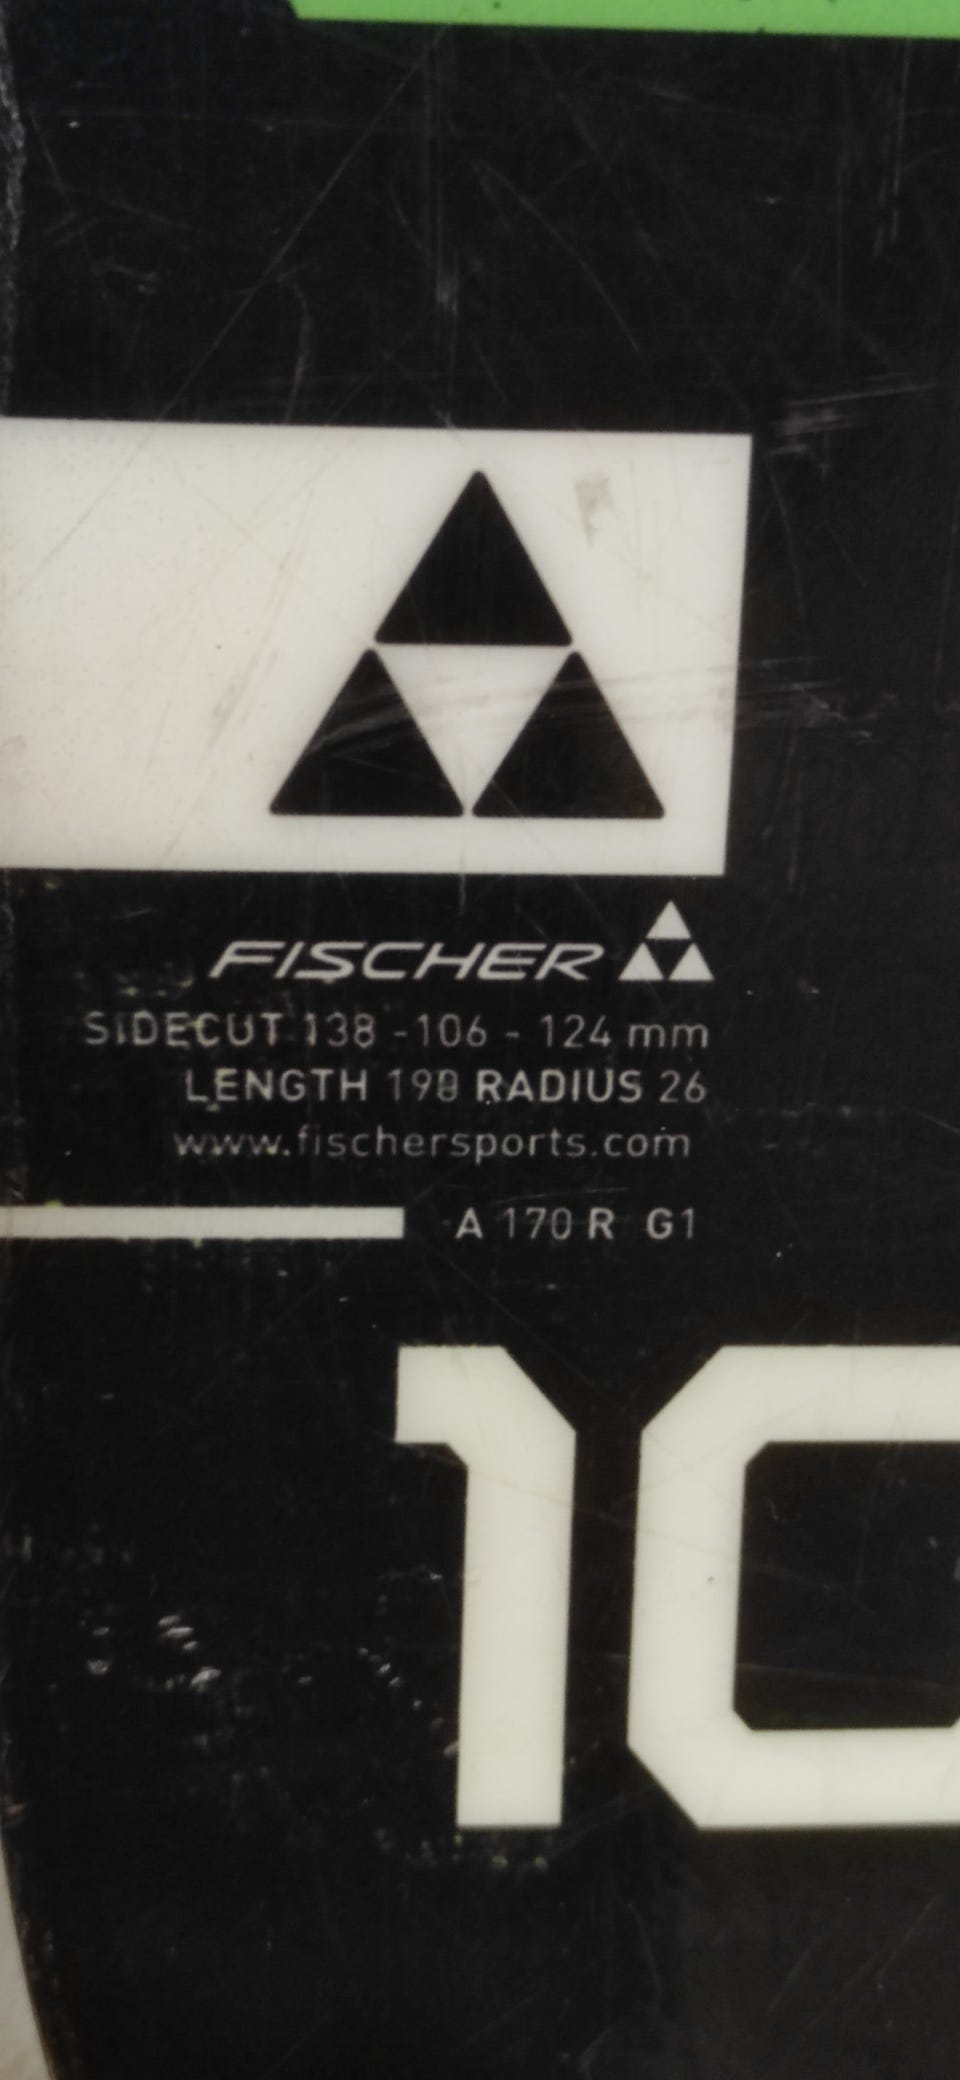 FISCHER
SIDECUT 138 - 106 - 124 mm
LENGTH 198 RADIUS 26
www.fischersports.com
A 170 R G1
10